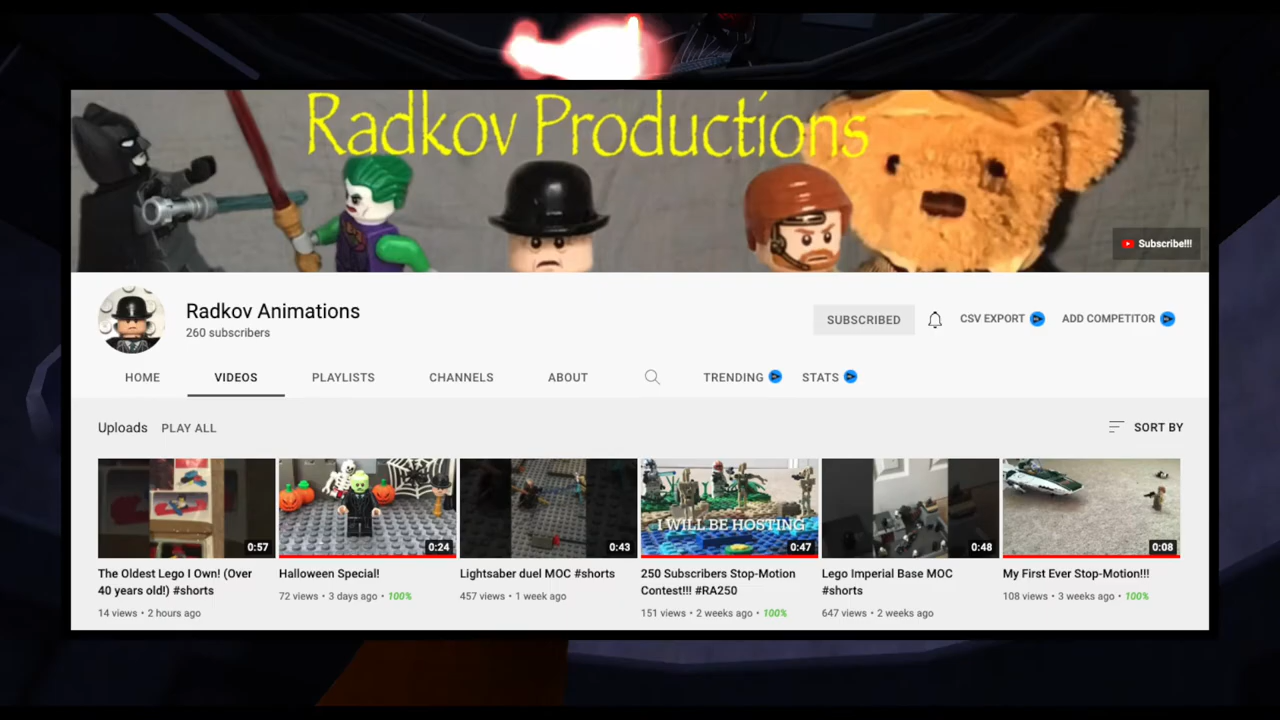 Radkov Productions
Subscribe!!!
Radkov Animations
260 subscribers
SUBSCRIBED
CSV EXPORT
ADD COMPETITOR
HOME
VIDEOS
PLAYLISTS
CHANNELS
ABOUT
TRENDING
STATS
Uploads
PLAY ALL
SORT BY
0:57
0:24
0:43
I WILL BE HOSTING
0:47
0:48
0:08
The Oldest Lego I Own! (Over
40 years old!) #shorts
14 views • 2 hours ago
Halloween Special!
72 views • 3 days ago • 100%
Lightsaber duel MOC #shorts
457 views • 1 week ago
250 Subscribers Stop-Motion
Contest!!! #RA250
151 views • 2 weeks ago • 100%
Lego Imperial Base MOC
#shorts
647 views • 2 weeks ago
My First Ever Stop-Motion!!!
108 views • 3 weeks ago • 100%